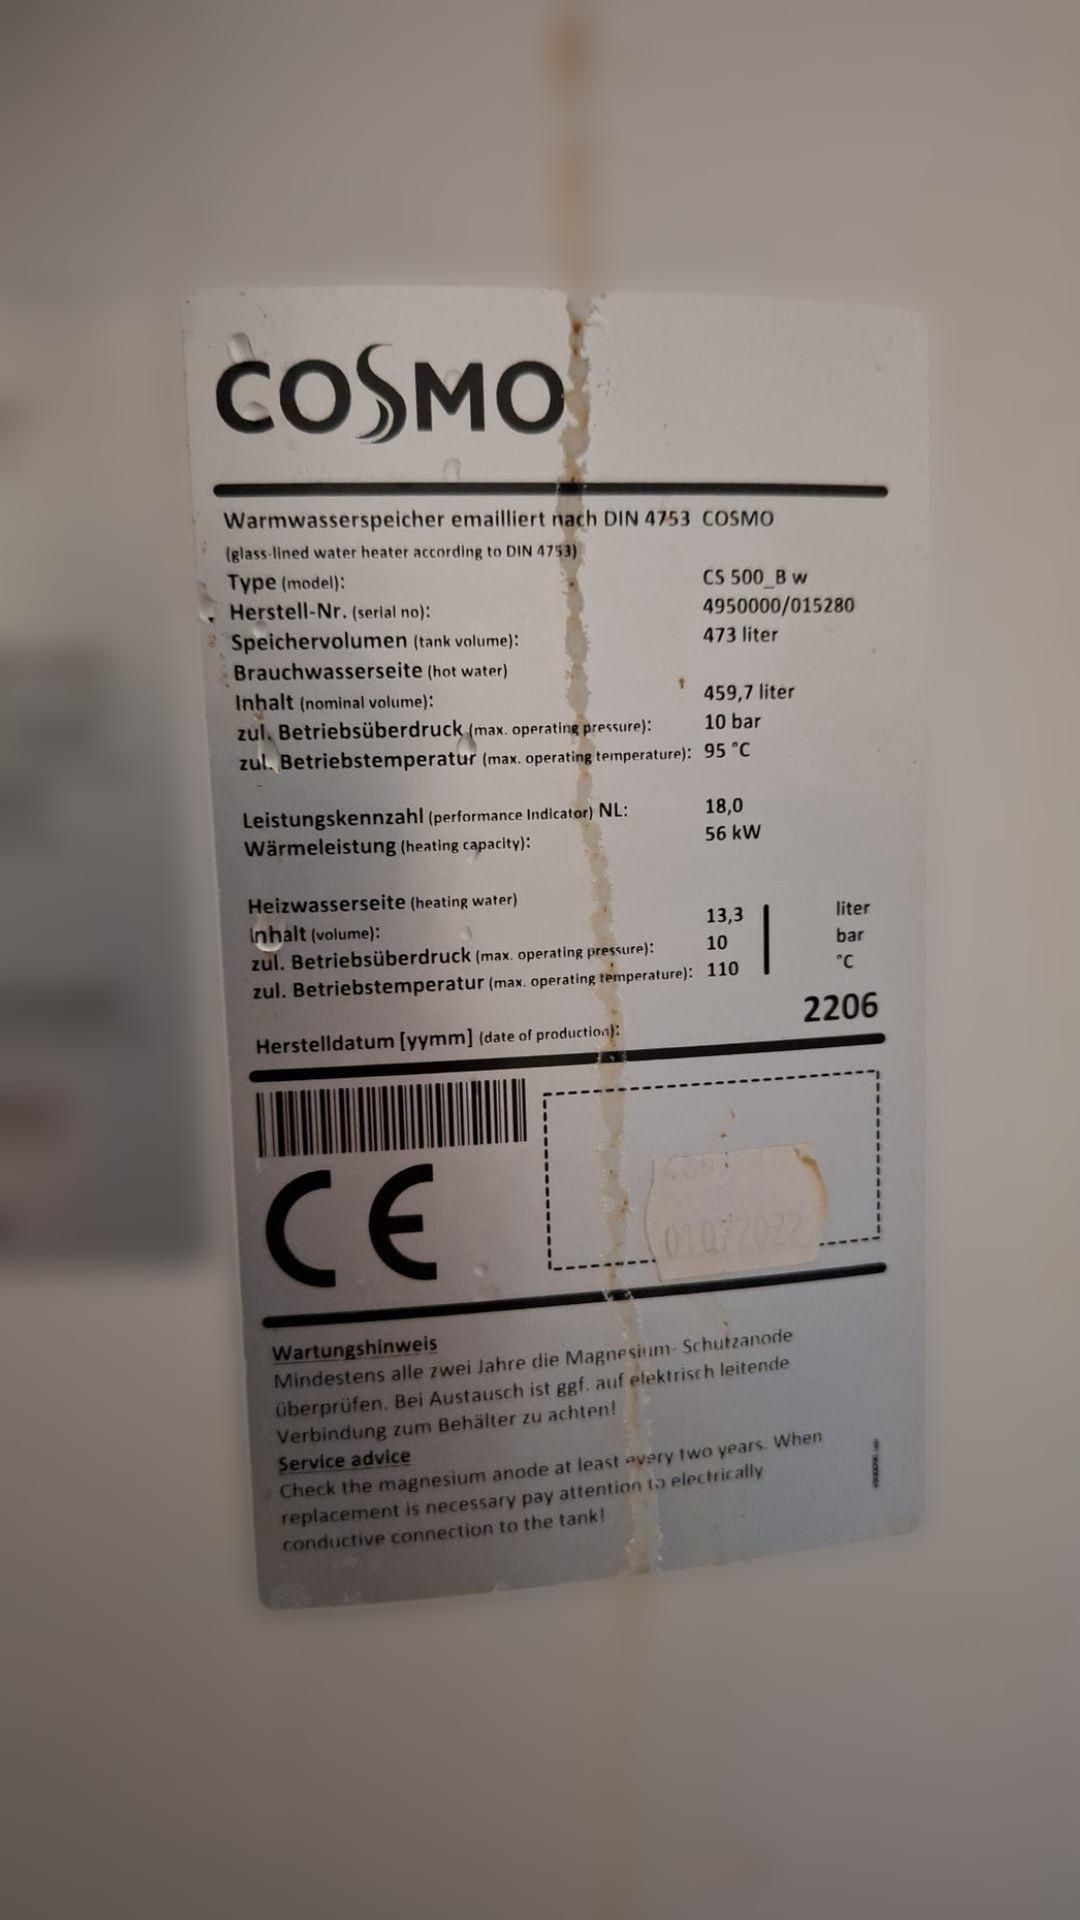 COSMO
Warmwasserspeicher emailliert nach DIN 4753 COSMO
(glass-lined water heater according to DIN 4753)
Type (model): CS 500_B w
Herstell-Nr. (serial no): 4950000/015280
Speichervolumen (tank volume): 473 liter
Brauchwasserseite (hot water)
Inhalt (nominal volume): 459,7 liter
zul. Betriebsüberdruck (max. operating pressure): 10 bar
zul. Betriebstemperatur (max. operating temperature): 95 °C
Leistungskennzahl (performance Indicator) NL: 18,0
Wärmeleistung (heating capacity): 56 kW
Heizwasserseite (heating water)
Inhalt (volume): 13,3 liter
zul. Betriebsüberdruck (max. operating pressure): 10 bar
zul. Betriebstemperatur (max. operating temperature): 110 °C
Herstelldatum [yymm] (date of production): 2206
CE
01072022
Wartungshinweis
Mindestens alle zwei Jahre die Magnesium- Schutzanode
überprüfen. Bei Austausch ist ggf. auf elektrisch leitende
Verbindung zum Behälter zu achten!
Service advice
Check the magnesium anode at least every two years. When
replacement is necessary pay attention to electrically
conductive connection to the tank!